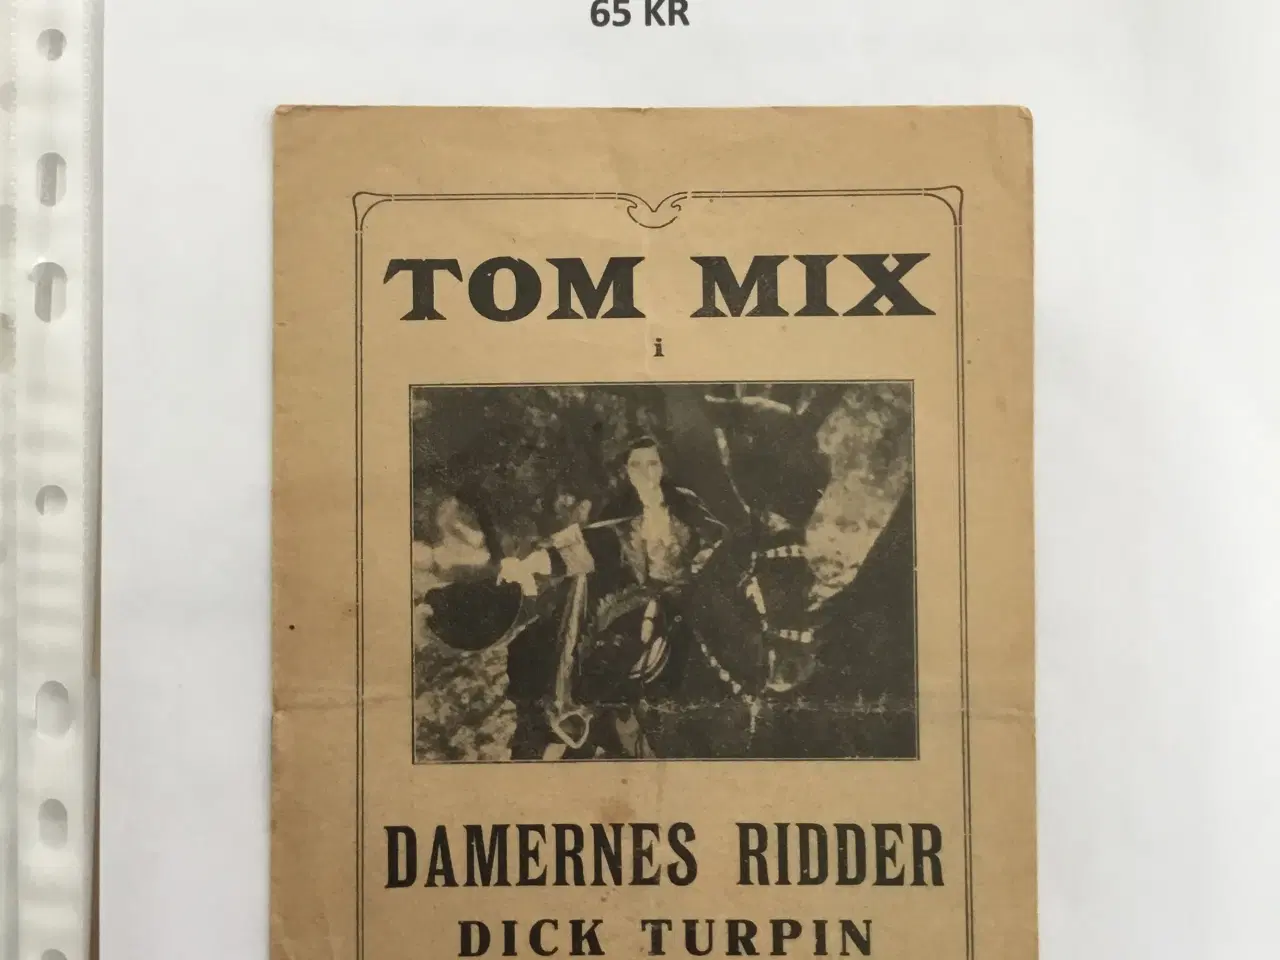 65 KR
TOM MIX
i
DAMERNES RIDDER
DICK TURPIN